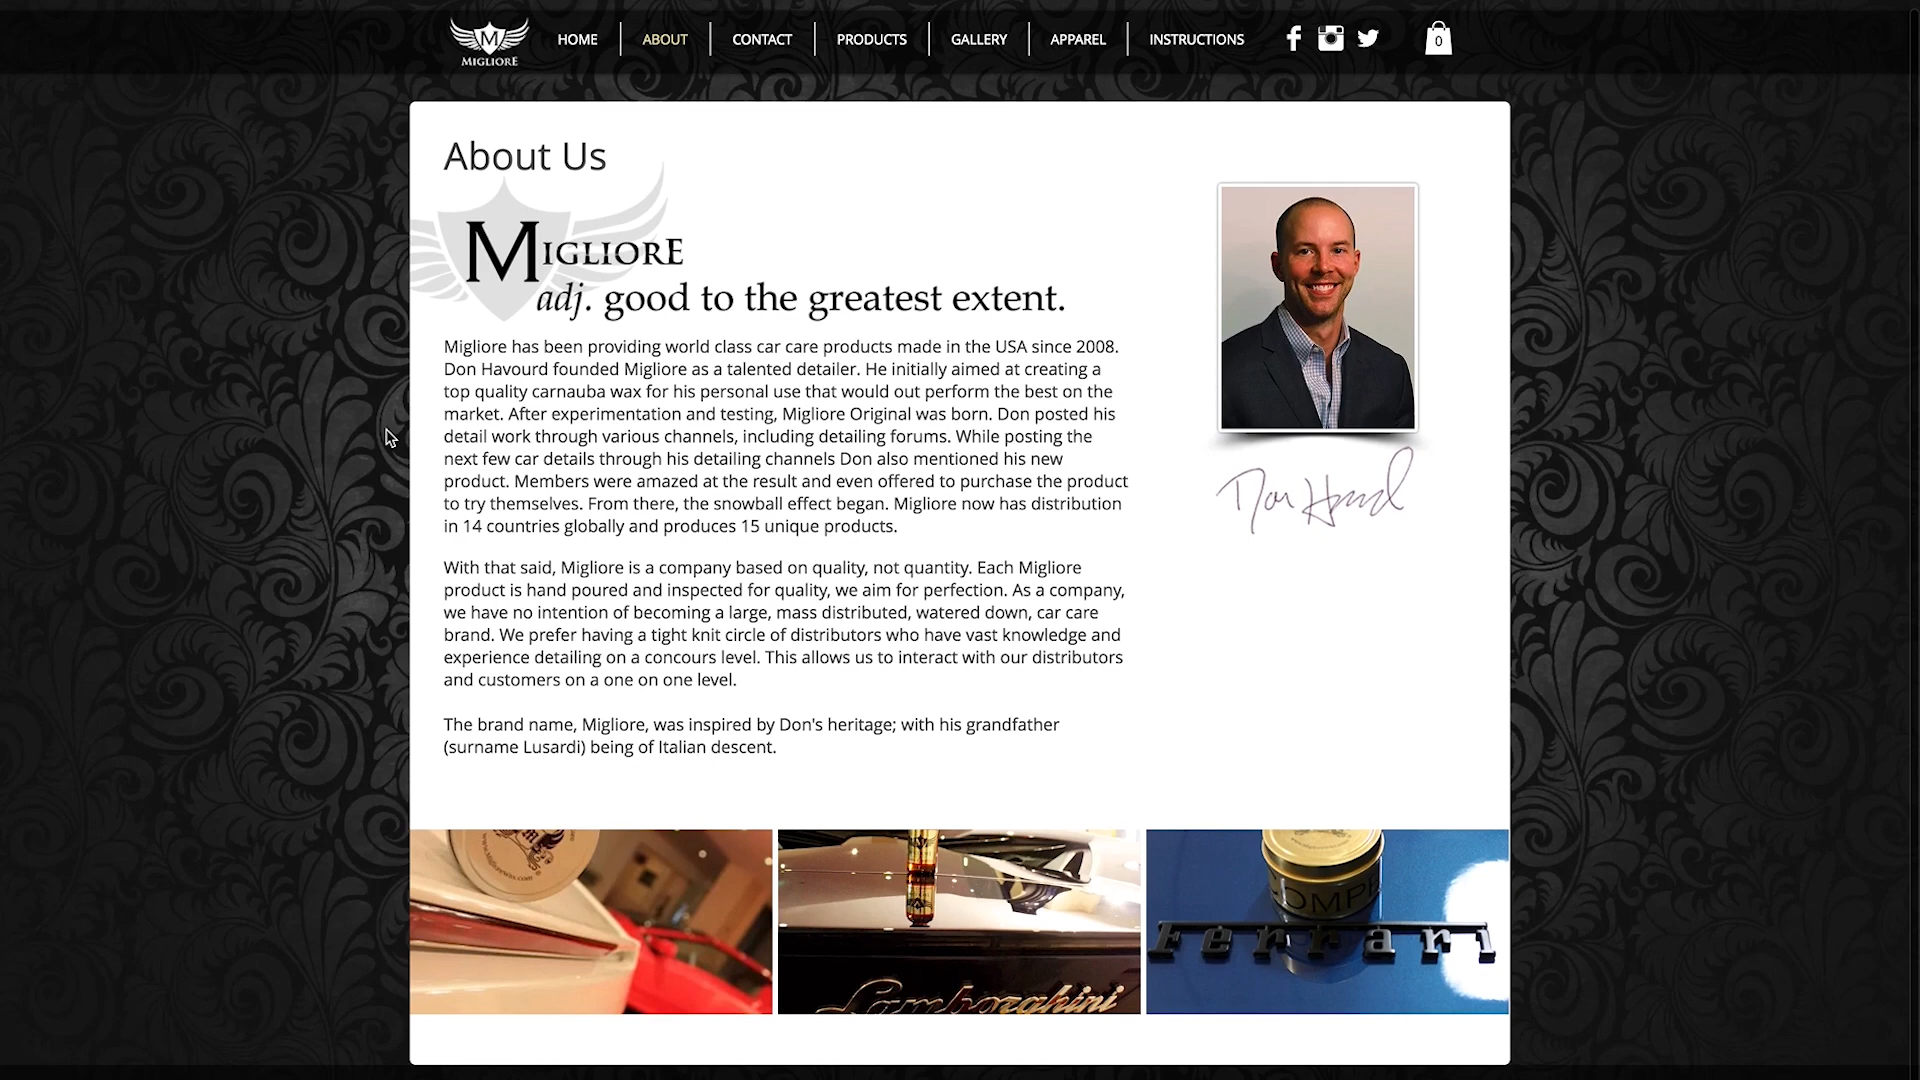 M
MIGLIORE
HOME
ABOUT
CONTACT
PRODUCTS
GALLERY
APPAREL
INSTRUCTIONS
0
About Us
MIGLIORE
adj. good to the greatest extent.
Migliore has been providing world class car care products made in the USA since 2008.
Don Havourd founded Migliore as a talented detailer. He initially aimed at creating a
top quality carnauba wax for his personal use that would out perform the best on the
market. After experimentation and testing, Migliore Original was born. Don posted his
detail work through various channels, including detailing forums. While posting the
next few car details through his detailing channels Don also mentioned his new
product. Members were amazed at the result and even offered to purchase the product
to try themselves. From there, the snowball effect began. Migliore now has distribution
in 14 countries globally and produces 15 unique products.
With that said, Migliore is a company based on quality, not quantity. Each Migliore
product is hand poured and inspected for quality, we aim for perfection. As a company,
we have no intention of becoming a large, mass distributed, watered down, car care
brand. We prefer having a tight knit circle of distributors who have vast knowledge and
experience detailing on a concours level. This allows us to interact with our distributors
and customers on a one on one level.
The brand name, Migliore, was inspired by Don's heritage; with his grandfather
(surname Lusardi) being of Italian descent.
Lamborghini
Ferrari